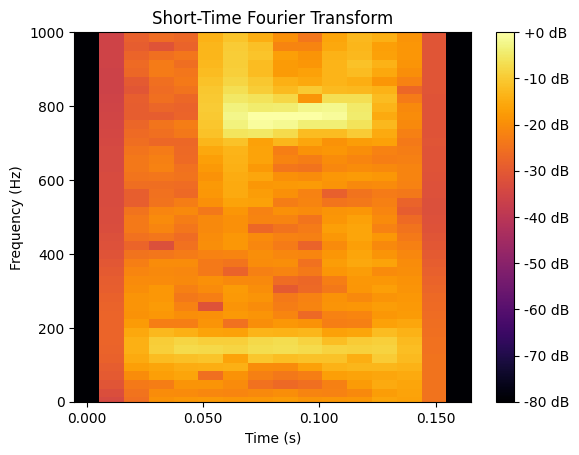 Short-Time Fourier Transform
1000
800
600
400
200
0
Frequency (Hz)
0.000
0.050
0.100
0.150
Time (s)
+0 dB
-10 dB
-20 dB
-30 dB
-40 dB
-50 dB
-60 dB
-70 dB
-80 dB